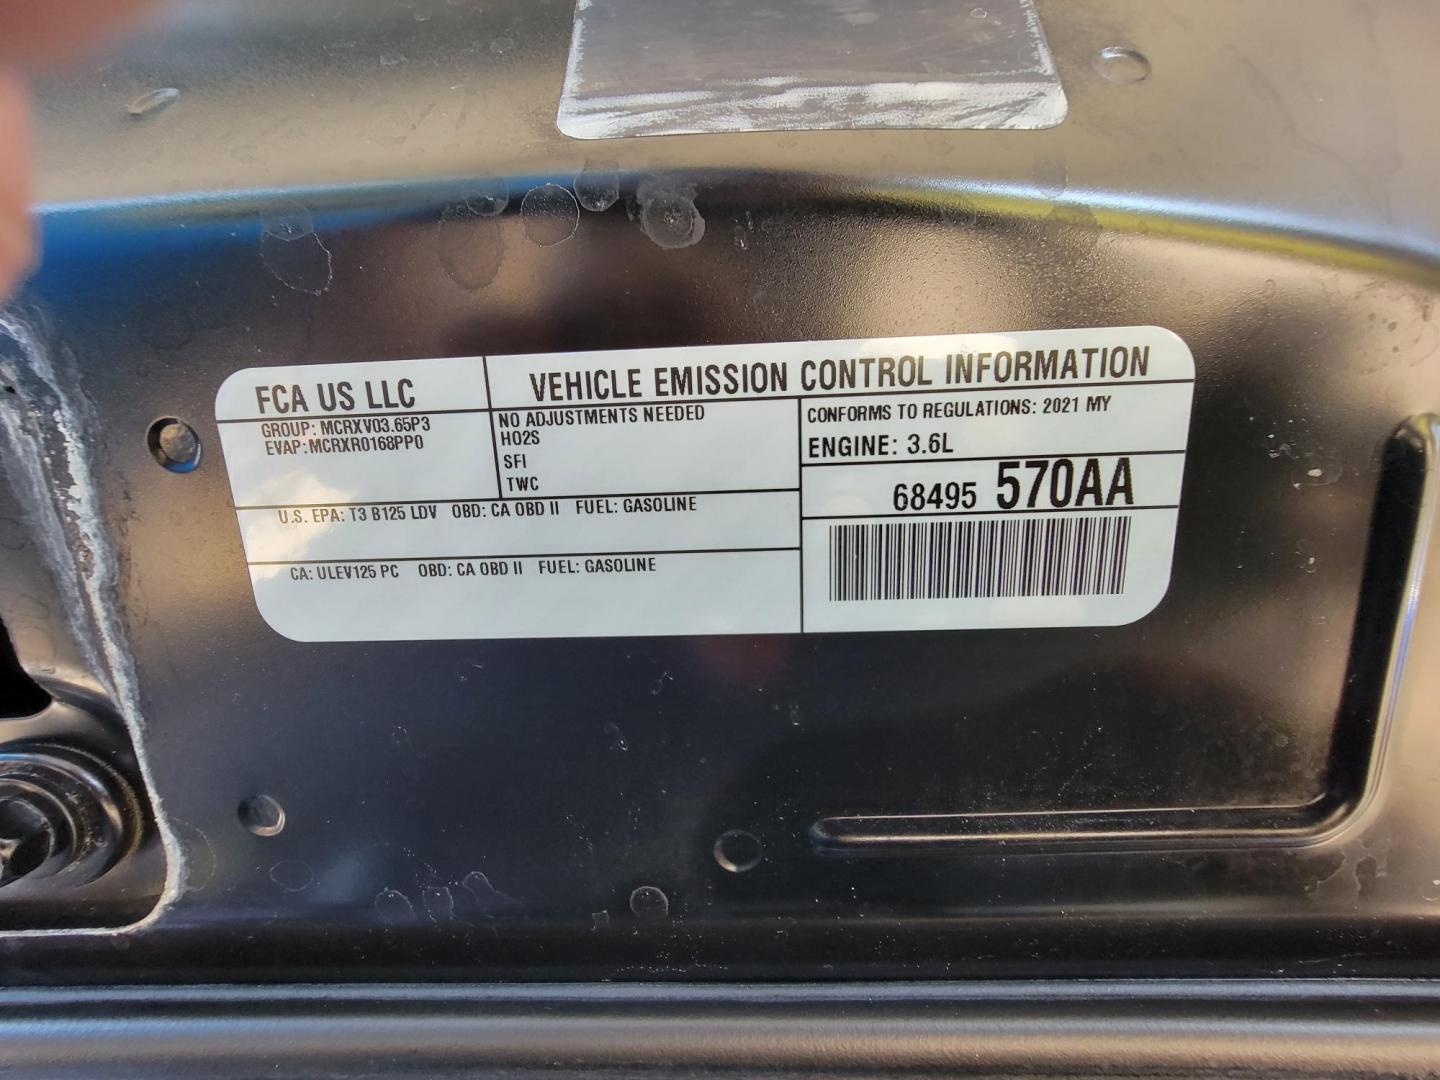 FCA US LLC
VEHICLE EMISSION CONTROL INFORMATION
GROUP: MCRXV03.65P3
EVAP: MCRXR0168PP0
NO ADJUSTMENTS NEEDED
HO2S
SFI
TWC
CONFORMS TO REGULATIONS: 2021 MY
ENGINE: 3.6L
68495 570AA
U.S. EPA: T3 B125 LDV OBD: CA OBD II FUEL: GASOLINE
CA: ULEV125 PC OBD: CA OBD II FUEL: GASOLINE